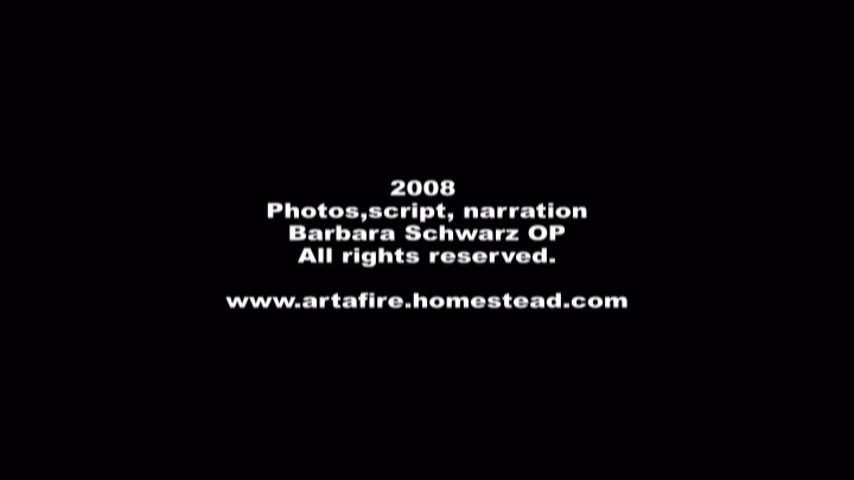 2008
Photos,script, narration
Barbara Schwarz OP
All rights reserved.
www.artafire.homestead.com